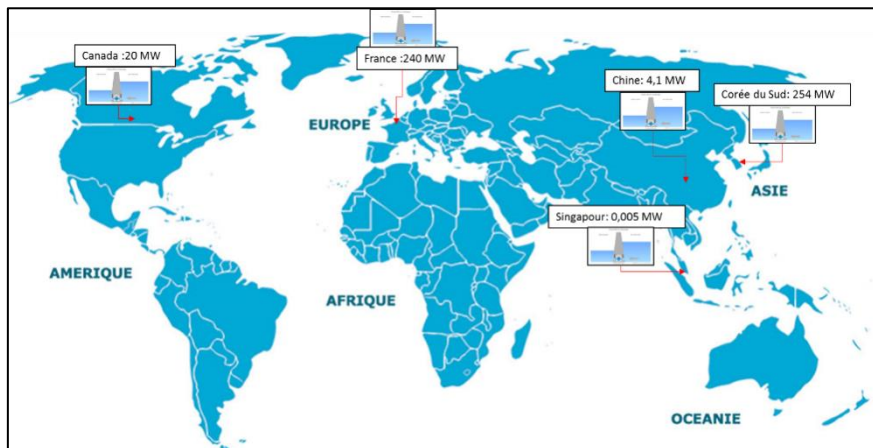 Canada :20 MW
France :240 MW
Chine: 4,1 MW
Corée du Sud: 254 MW
EUROPE
ASIE
Singapour: 0,005 MW
AMERIQUE
AFRIQUE
OCEANIE